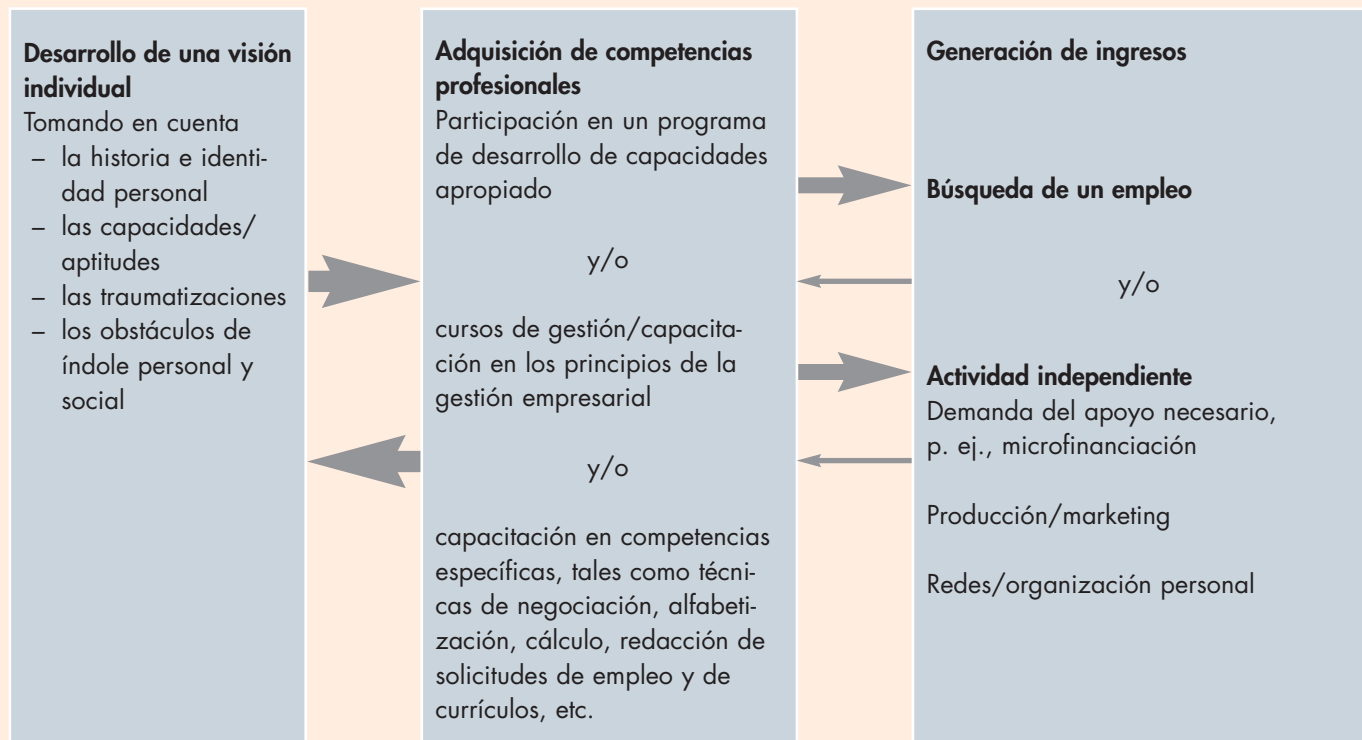 Desarrollo de una visión
individual
Tomando en cuenta
– la historia e identi-
dad personal
– las capacidades/
aptitudes
– las traumatizaciones
– los obstáculos de
índole personal y
social
Adquisición de competencias
profesionales
Participación en un programa
de desarrollo de capacidades
apropiado
y/o
cursos de gestión/capacita-
ción en los principios de la
gestión empresarial
y/o
capacitación en competencias
específicas, tales como técni-
cas de negociación, alfabeti-
zación, cálculo, redacción de
solicitudes de empleo y de
currículos, etc.
Generación de ingresos
Búsqueda de un empleo
y/o
Actividad independiente
Demanda del apoyo necesario,
p. ej., microfinanciación
Producción/marketing
Redes/organización personal